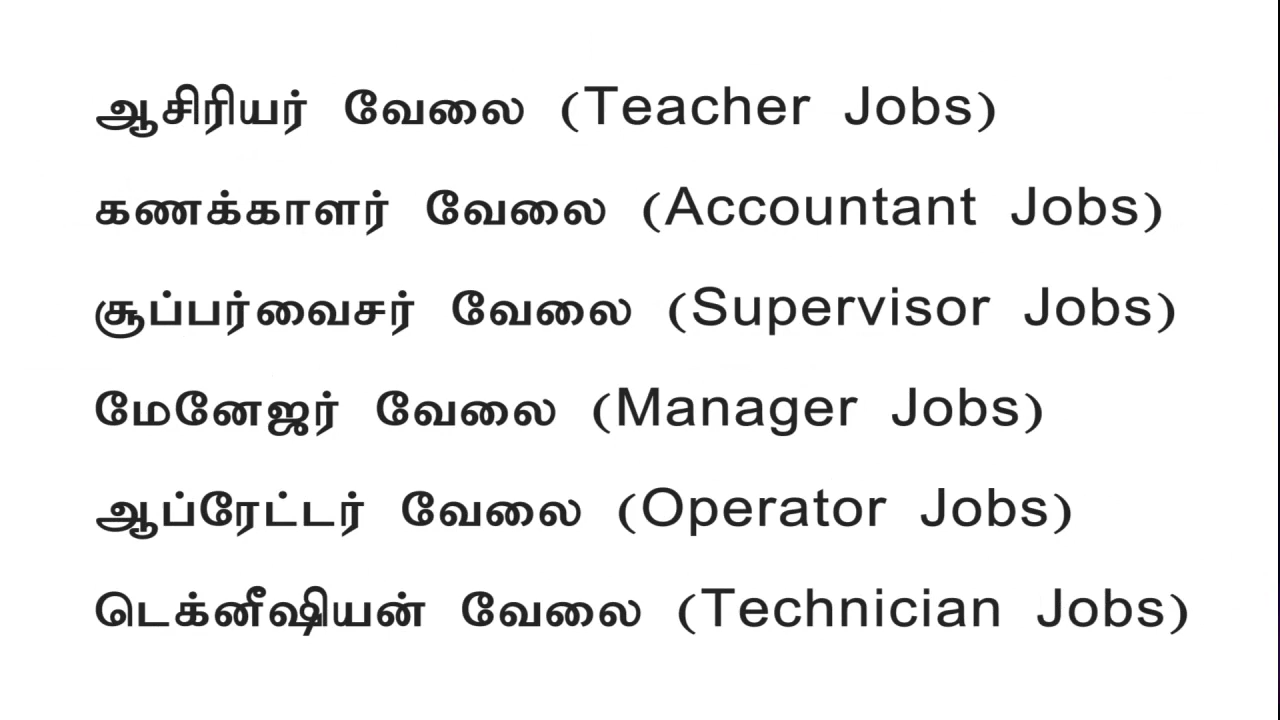 ஆசிரியர் வேலை (Teacher Jobs)
கணக்காளர் வேலை (Accountant Jobs)
சூப்பர்வைசர் வேலை (Supervisor Jobs)
மேனேஜர் வேலை (Manager Jobs)
ஆப்ரேட்டர் வேலை (Operator Jobs)
டெக்னீஷியன் வேலை (Technician Jobs)